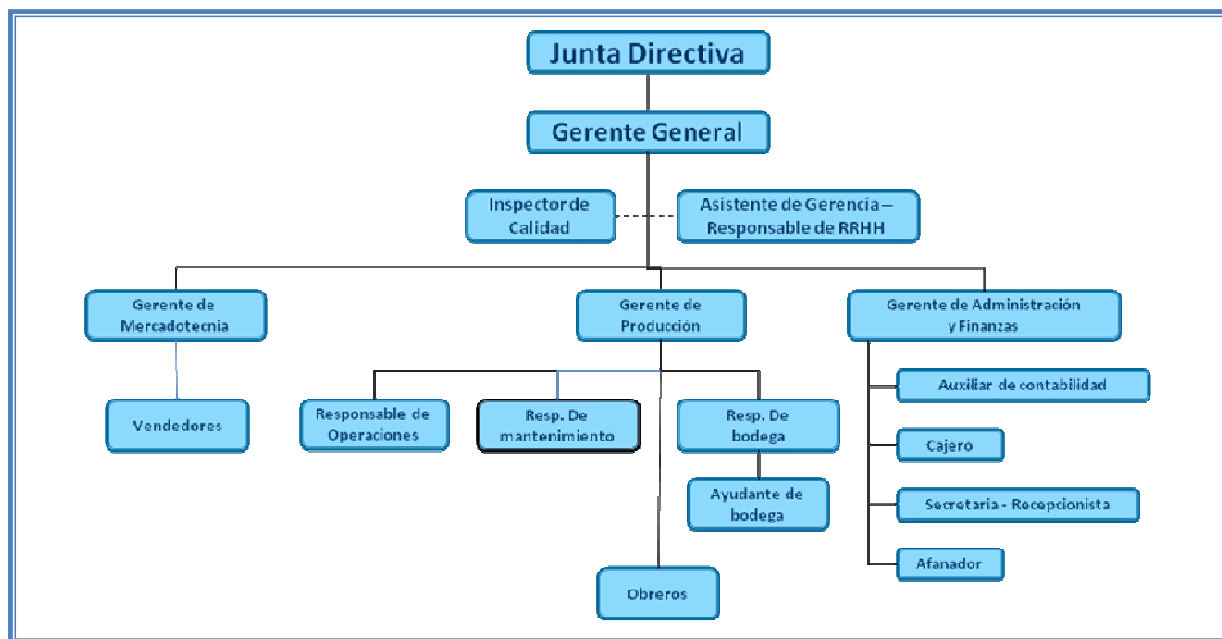 Junta Directiva
Gerente General
Inspector de
Calidad
Asistente de Gerencia –
Responsable de RRHH
Gerente de
Mercadotecnia
Gerente de
Producción
Gerente de Administración
y Finanzas
Vendedores
Responsable de
Operaciones
Resp. De
mantenimiento
Resp. De
bodega
Ayudante de
bodega
Obreros
Auxiliar de contabilidad
Cajero
Secretaria - Recepcionista
Afanador